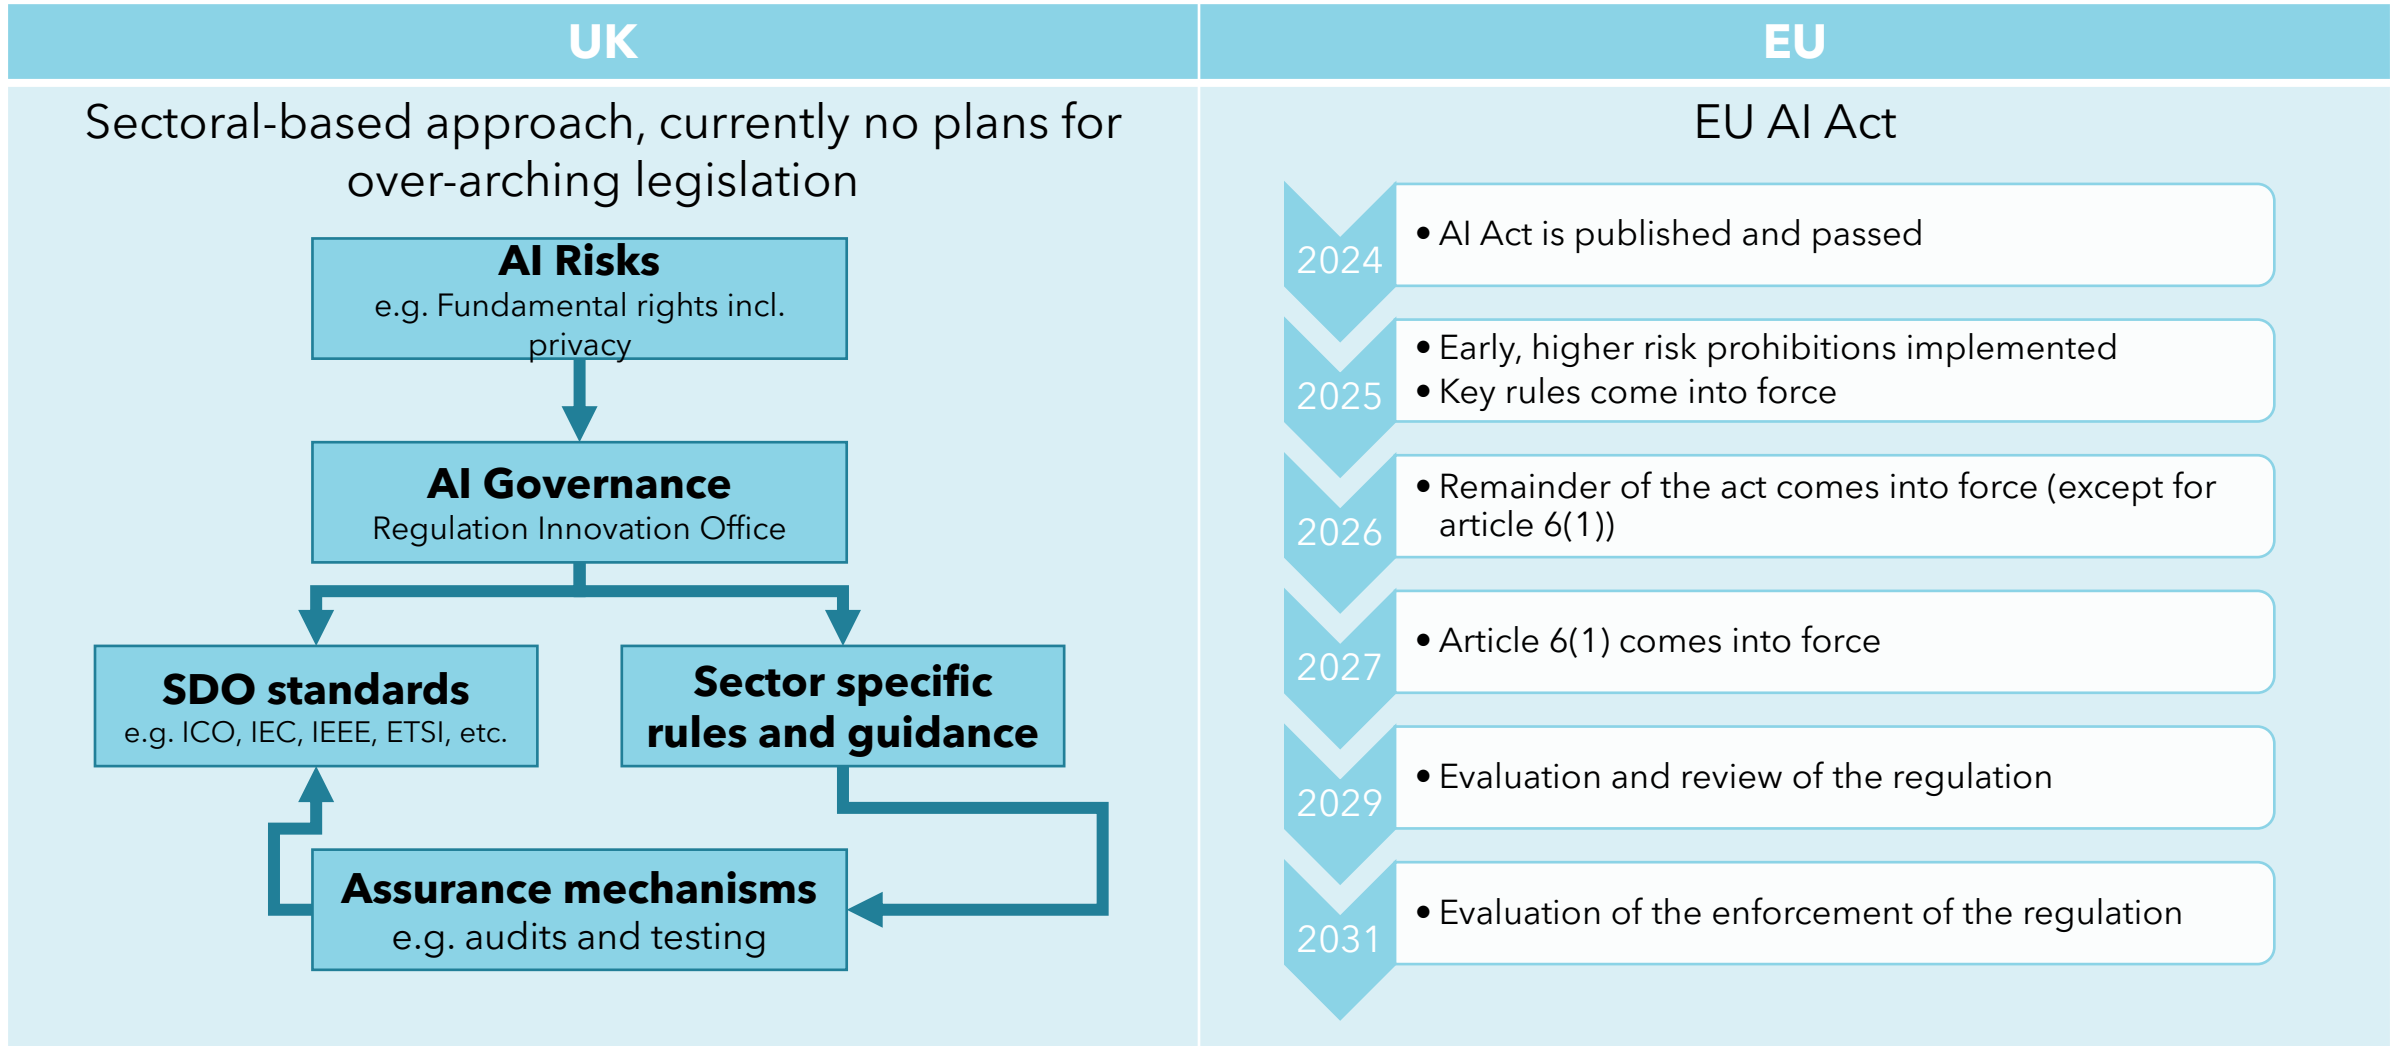 UK
Sectoral-based approach, currently no plans for
over-arching legislation
AI Risks
e.g. Fundamental rights incl.
privacy
AI Governance
Regulation Innovation Office
SDO standards
e.g. ICO, IEC, IEEE, ETSI, etc.
Sector specific
rules and guidance
Assurance mechanisms
e.g. audits and testing
EU
EU AI Act
2024
• AI Act is published and passed
2025
• Early, higher risk prohibitions implemented
• Key rules come into force
2026
• Remainder of the act comes into force (except for
article 6(1))
2027
• Article 6(1) comes into force
2029
• Evaluation and review of the regulation
2031
• Evaluation of the enforcement of the regulation